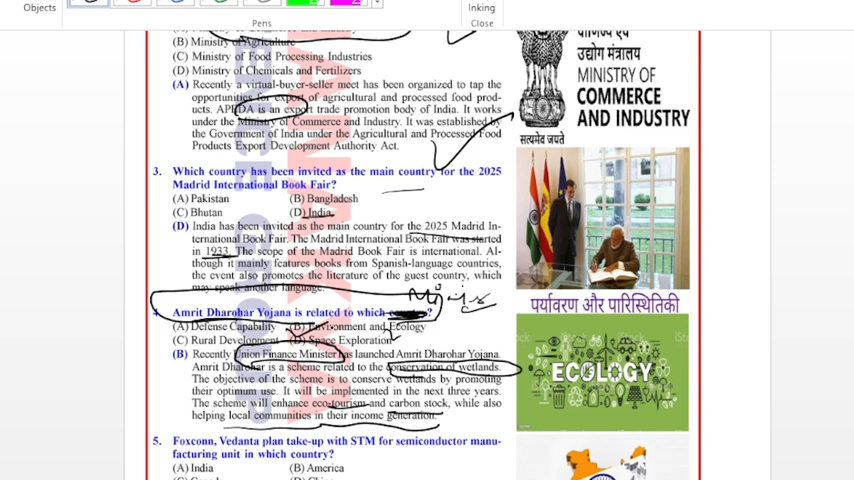 Objects
Pens
Inking
Close
(B) Ministry of Agriculture
(C) Ministry of Food Processing Industries
(D) Ministry of Chemicals and Fertilizers
(A) Recently a virtual-buyer-seller meet has been organized to tap the
opportunities for export of agricultural and processed food prod-
ucts. APEDA is an export trade promotion body of India. It works
under the Ministry of Commerce and Industry. It was established by
the Government of India under the Agricultural and Processed Food
Products Export Development Authority Act.
3. Which country has been invited as the main country for the 2025
Madrid International Book Fair?
(A) Pakistan (B) Bangladesh
(C) Bhutan (D) India
(D) India has been invited as the main country for the 2025 Madrid In-
ternational Book Fair. The Madrid International Book Fair was started
in 1933. The scope of the Madrid Book Fair is international. Al-
though it mainly features books from Spanish-language countries,
the event also promotes the literature of the guest country, which
may speak another language.
4. Amrit Dharohar Yojana is related to which ?
(A) Defense Capability (B) Environment and Ecology
(C) Rural Development (D) Space Exploration
(B) Recently Union Finance Minister has launched Amrit Dharohar Yojana.
Amrit Dharohar is a scheme related to the conservation of wetlands.
The objective of the scheme is to conserve wetlands by promoting
their optimum use. It will be implemented in the next three years.
The scheme will enhance eco-tourism and carbon stock, while also
helping local communities in their income generation.
5. Foxconn, Vedanta plan take-up with STM for semiconductor manu-
facturing unit in which country?
(A) India (B) America
वाणिज्य एवं
उद्योग मंत्रालय
MINISTRY OF
COMMERCE
AND INDUSTRY
सत्यमेव जयते
पर्यावरण और पारिस्थितिकी
ECOLOGY